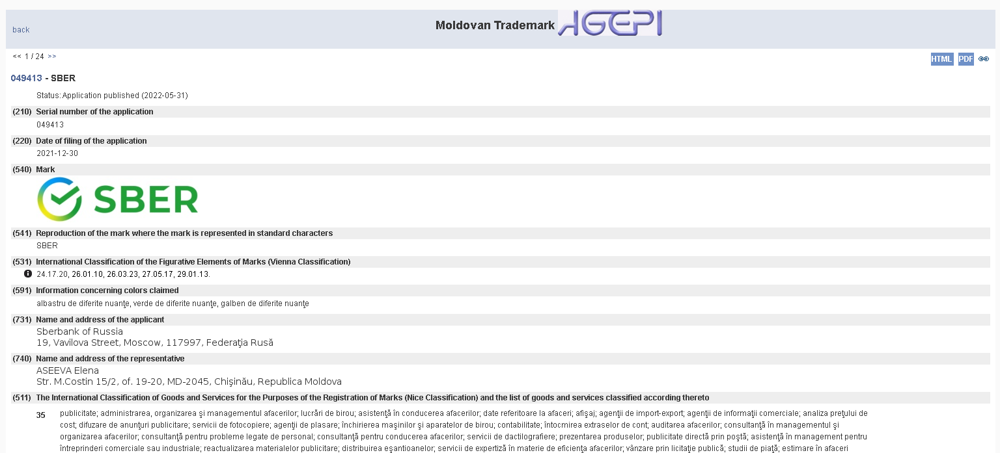 back
Moldovan Trademark AGEPI
<< 1 / 24 >>
HTML PDF
049413 - SBER
Status: Application published (2022-05-31)
(210) Serial number of the application
049413
(220) Date of filing of the application
2021-12-30
(540) Mark
SBER
(541) Reproduction of the mark where the mark is represented in standard characters
SBER
(531) International Classification of the Figurative Elements of Marks (Vienna Classification)
24.17.20, 26.01.10, 26.03.23, 27.05.17, 29.01.13.
(591) Information concerning colors claimed
albastru de diferite nuanţe, verde de diferite nuanţe, galben de diferite nuanţe
(731) Name and address of the applicant
Sberbank of Russia
19, Vavilova Street, Moscow, 117997, Federaţia Rusă
(740) Name and address of the representative
ASEEVA Elena
Str. M.Costin 15/2, of. 19-20, MD-2045, Chişinău, Republica Moldova
(511) The International Classification of Goods and Services for the Purposes of the Registration of Marks (Nice Classification) and the list of goods and services classified according thereto
35 publicitate; administrarea, organizarea şi managementul afacerilor; lucrări de birou; asistenţă în conducerea afacerilor; date referitoare la afaceri; afişaj; agenţii de import-export; agenţii de informaţii comerciale; analiza preţului de
cost; difuzare de anunţuri publicitare; servicii de fotocopiere; agenţii de plasare; închirierea maşinilor şi aparatelor de birou; contabilitate; întocmirea extraselor de cont; auditarea afacerilor; consultanţă în managementul şi
organizarea afacerilor; consultanţă pentru probleme legate de personal; consultanţă pentru conducerea afacerilor; servicii de dactilografiere; prezentarea produselor; publicitate directă prin poştă; asistenţă în management pentru
întreprinderi comerciale sau industriale; reactualizarea materialelor publicitare; distribuirea eşantioanelor; servicii de expertiză în materie de eficienţa afacerilor; vânzare prin licitaţie publică; studii de piaţă; estimare în afaceri